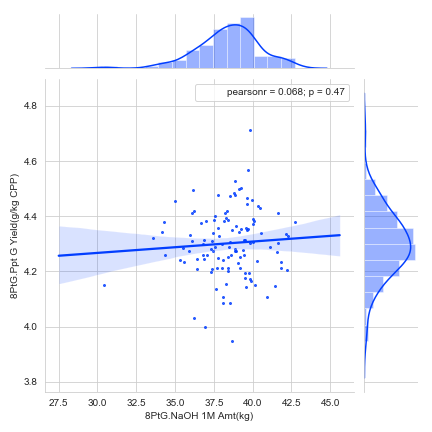 pearsonr = 0.068; p = 0.47
8PtG.Ppt G Yield(g/kg CPP)
4.8
4.6
4.4
4.2
4.0
3.8
27.5 30.0 32.5 35.0 37.5 40.0 42.5 45.0
8PtG.NaOH 1M Amt(kg)